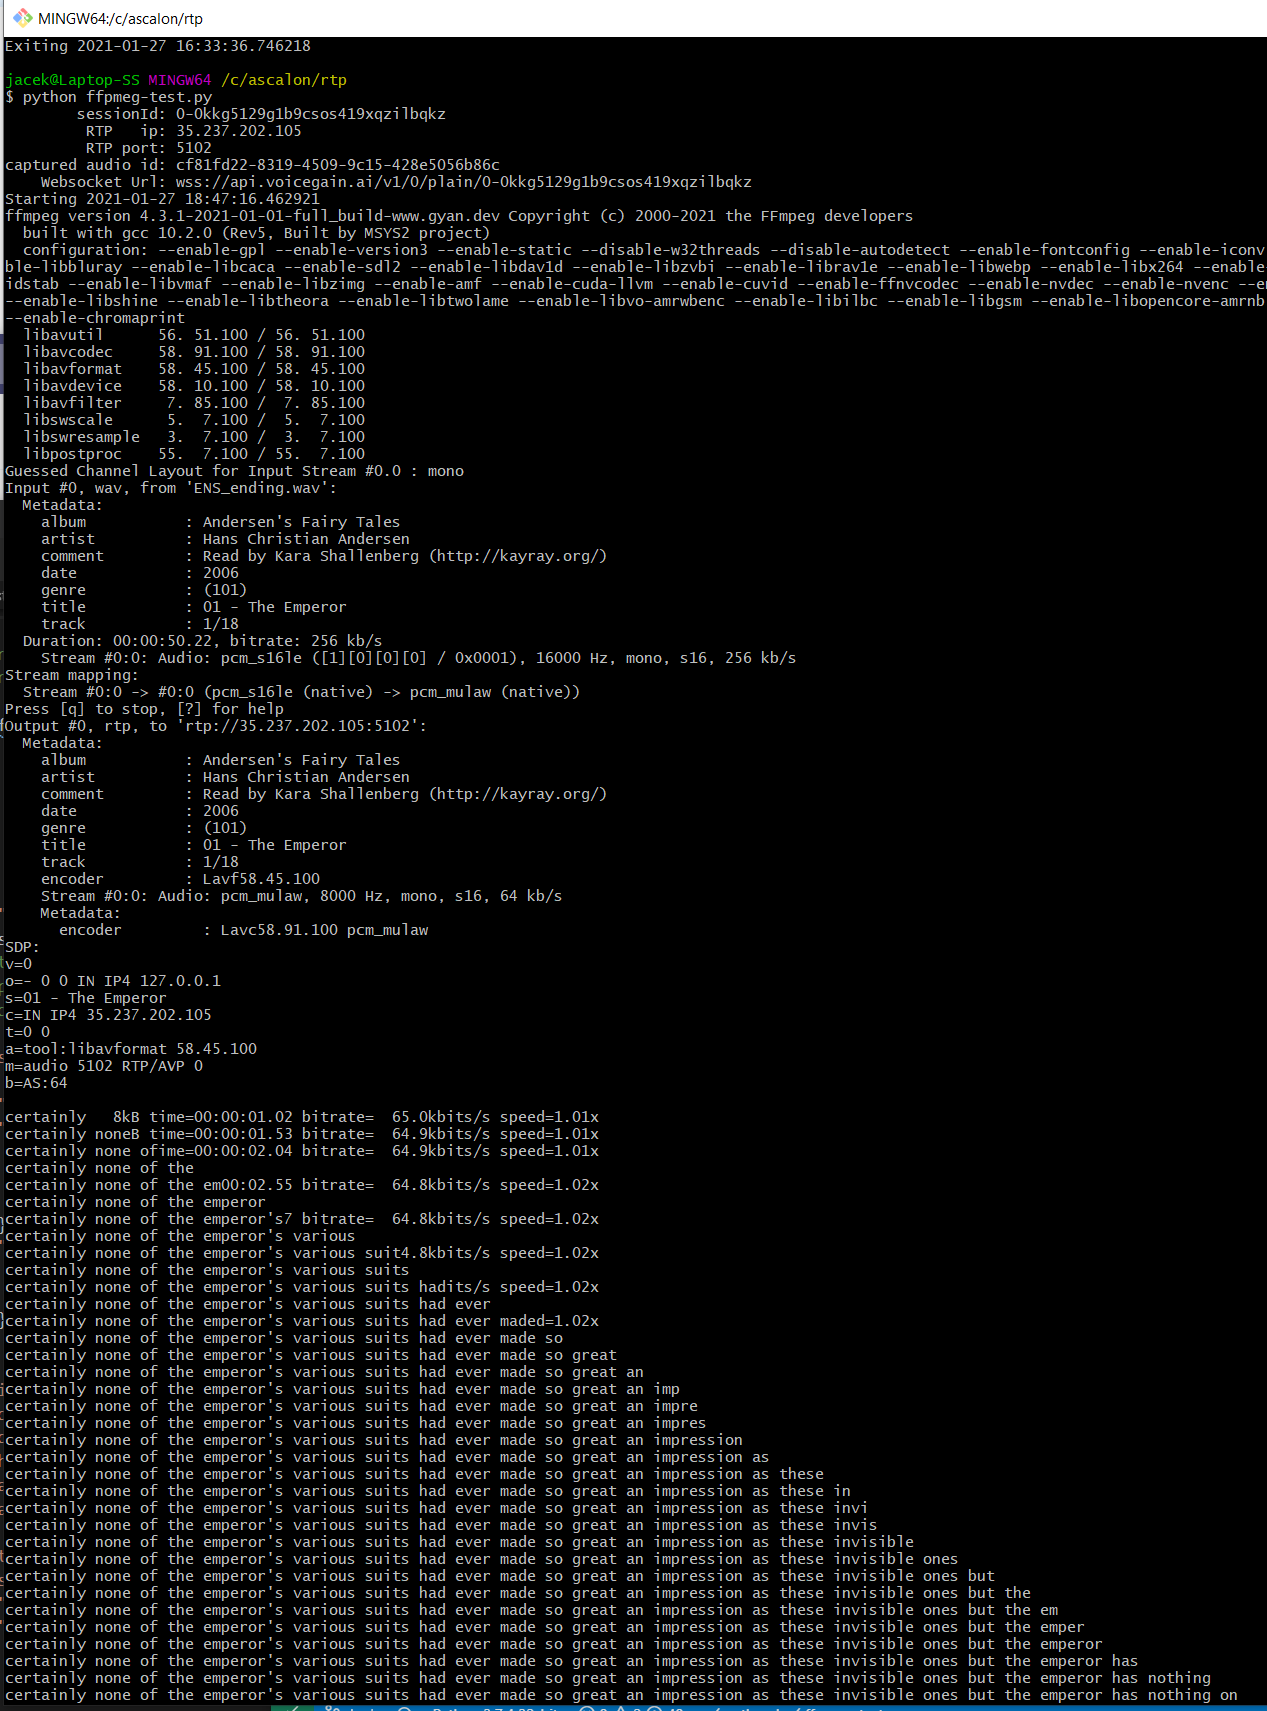 MINGW64:/c/ascalon/rtp
Exiting 2021-01-27 16:33:36.746218
jacek@Laptop-SS MINGW64 /c/ascalon/rtp
$ python ffpmeg-test.py
sessionId: 0-0kkg5129g1b9csos419xqzilbqkz
RTP   ip: 35.237.202.105
RTP port: 5102
captured audio id: cf81fd22-8319-4509-9c15-428e5056b86c
Websocket Url: wss://api.voicegain.ai/v1/0/plain/0-0kkg5129g1b9csos419xqzilbqkz
Starting 2021-01-27 18:47:16.462921
ffmpeg version 4.3.1-2021-01-01-full_build-www.gyan.dev Copyright (c) 2000-2021 the FFmpeg developers
built with gcc 10.2.0 (Rev5, Built by MSYS2 project)
configuration: --enable-gpl --enable-version3 --enable-static --disable-w32threads --disable-autodetect --enable-fontconfig --enable-iconv
ble-libbluray --enable-libcaca --enable-sdl2 --enable-libdav1d --enable-libzvbi --enable-librav1e --enable-libwebp --enable-libx264 --enable-
idstab --enable-libvmaf --enable-libzimg --enable-amf --enable-cuda-llvm --enable-cuvid --enable-ffnvcodec --enable-nvdec --enable-nvenc --en
--enable-libshine --enable-libtheora --enable-libtwolame --enable-libvo-amrwbenc --enable-libilbc --enable-libgsm --enable-libopencore-amrnb
--enable-chromaprint
libavutil      56. 51.100 / 56. 51.100
libavcodec     58. 91.100 / 58. 91.100
libavformat    58. 45.100 / 58. 45.100
libavdevice    58. 10.100 / 58. 10.100
libavfilter     7. 85.100 /  7. 85.100
libswscale      5.  7.100 /  5.  7.100
libswresample   3.  7.100 /  3.  7.100
libpostproc    55.  7.100 / 55.  7.100
Guessed Channel Layout for Input Stream #0.0 : mono
Input #0, wav, from 'ENS_ending.wav':
Metadata:
album           : Andersen's Fairy Tales
artist          : Hans Christian Andersen
comment         : Read by Kara Shallenberg (http://kayray.org/)
date            : 2006
genre           : (101)
title           : 01 - The Emperor
track           : 1/18
Duration: 00:00:50.22, bitrate: 256 kb/s
Stream #0:0: Audio: pcm_s16le ([1][0][0][0] / 0x0001), 16000 Hz, mono, s16, 256 kb/s
Stream mapping:
Stream #0:0 -> #0:0 (pcm_s16le (native) -> pcm_mulaw (native))
Press [q] to stop, [?] for help
Output #0, rtp, to 'rtp://35.237.202.105:5102':
Metadata:
album           : Andersen's Fairy Tales
artist          : Hans Christian Andersen
comment         : Read by Kara Shallenberg (http://kayray.org/)
date            : 2006
genre           : (101)
title           : 01 - The Emperor
track           : 1/18
encoder         : Lavf58.45.100
Stream #0:0: Audio: pcm_mulaw, 8000 Hz, mono, s16, 64 kb/s
Metadata:
encoder         : Lavc58.91.100 pcm_mulaw
SDP:
v=0
o=- 0 0 IN IP4 127.0.0.1
s=01 - The Emperor
c=IN IP4 35.237.202.105
t=0 0
a=tool:libavformat 58.45.100
m=audio 5102 RTP/AVP 0
b=AS:64
certainly   8kB time=00:00:01.02 bitrate=  65.0kbits/s speed=1.01x
certainly noneB time=00:00:01.53 bitrate=  64.9kbits/s speed=1.01x
certainly none ofime=00:00:02.04 bitrate=  64.9kbits/s speed=1.01x
certainly none of the
certainly none of the em00:02.55 bitrate=  64.8kbits/s speed=1.02x
certainly none of the emperor
certainly none of the emperor's7 bitrate=  64.8kbits/s speed=1.02x
certainly none of the emperor's various
certainly none of the emperor's various suit4.8kbits/s speed=1.02x
certainly none of the emperor's various suits
certainly none of the emperor's various suits hadits/s speed=1.02x
certainly none of the emperor's various suits had ever
certainly none of the emperor's various suits had ever maded=1.02x
certainly none of the emperor's various suits had ever made so
certainly none of the emperor's various suits had ever made so great
certainly none of the emperor's various suits had ever made so great an
certainly none of the emperor's various suits had ever made so great an imp
certainly none of the emperor's various suits had ever made so great an impre
certainly none of the emperor's various suits had ever made so great an impres
certainly none of the emperor's various suits had ever made so great an impression
certainly none of the emperor's various suits had ever made so great an impression as
certainly none of the emperor's various suits had ever made so great an impression as these
certainly none of the emperor's various suits had ever made so great an impression as these in
certainly none of the emperor's various suits had ever made so great an impression as these invi
certainly none of the emperor's various suits had ever made so great an impression as these invis
certainly none of the emperor's various suits had ever made so great an impression as these invisible
certainly none of the emperor's various suits had ever made so great an impression as these invisible ones
certainly none of the emperor's various suits had ever made so great an impression as these invisible ones but
certainly none of the emperor's various suits had ever made so great an impression as these invisible ones but the
certainly none of the emperor's various suits had ever made so great an impression as these invisible ones but the em
certainly none of the emperor's various suits had ever made so great an impression as these invisible ones but the emper
certainly none of the emperor's various suits had ever made so great an impression as these invisible ones but the emperor
certainly none of the emperor's various suits had ever made so great an impression as these invisible ones but the emperor has
certainly none of the emperor's various suits had ever made so great an impression as these invisible ones but the emperor has nothing
certainly none of the emperor's various suits had ever made so great an impression as these invisible ones but the emperor has nothing on